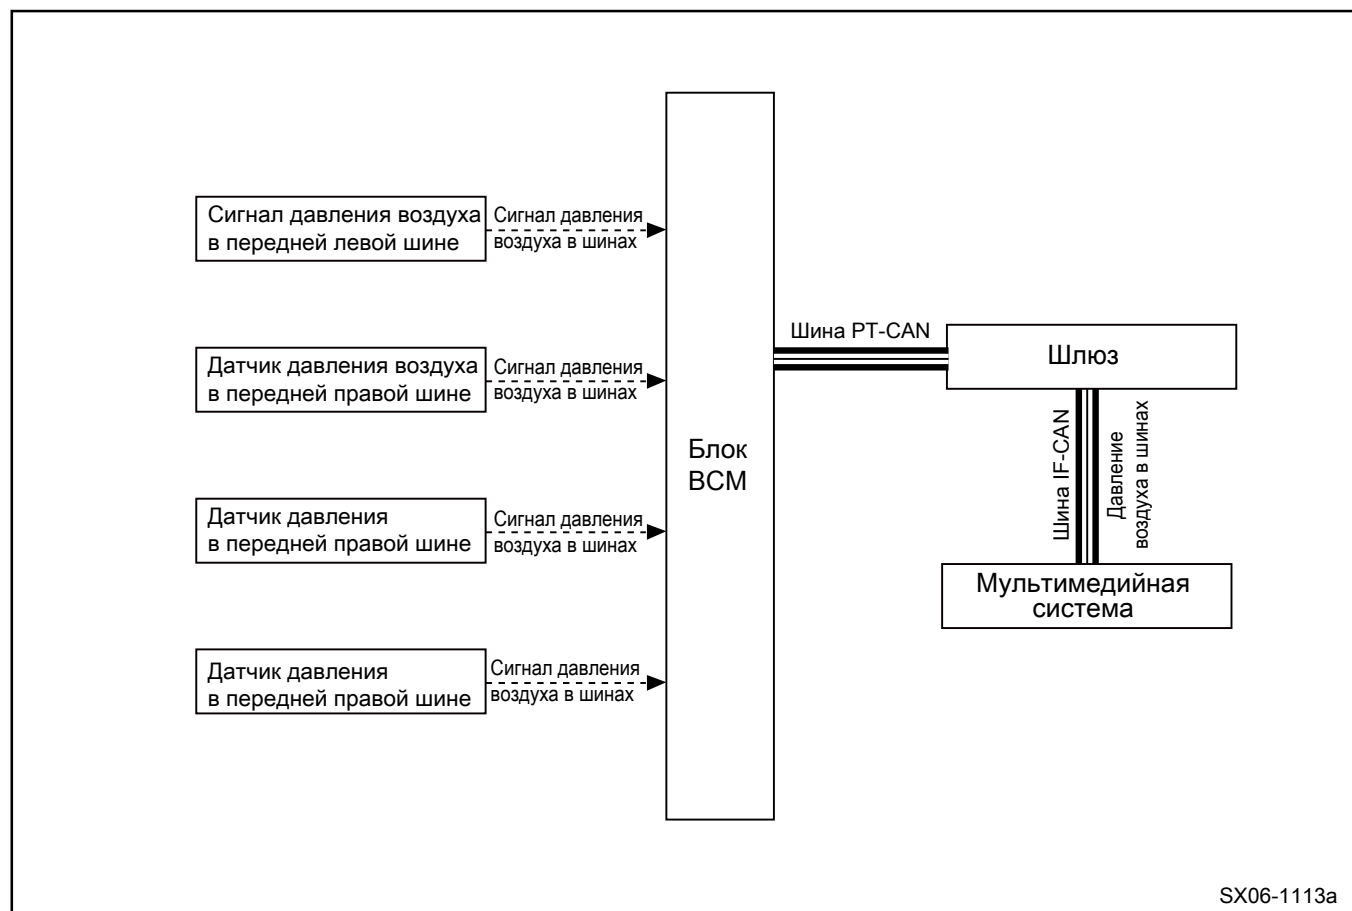 Сигнал давления воздуха
в передней левой шине
Сигнал давления
воздуха в шинах
Датчик давления воздуха
в передней правой шине
Сигнал давления
воздуха в шинах
Датчик давления
в передней правой шине
Сигнал давления
воздуха в шинах
Датчик давления
в передней правой шине
Сигнал давления
воздуха в шинах
Блок
BCM
Шина PT-CAN
Шлюз
Шина IF-CAN
Давление
воздуха в шинах
Мультимедийная
система
SX06-1113a